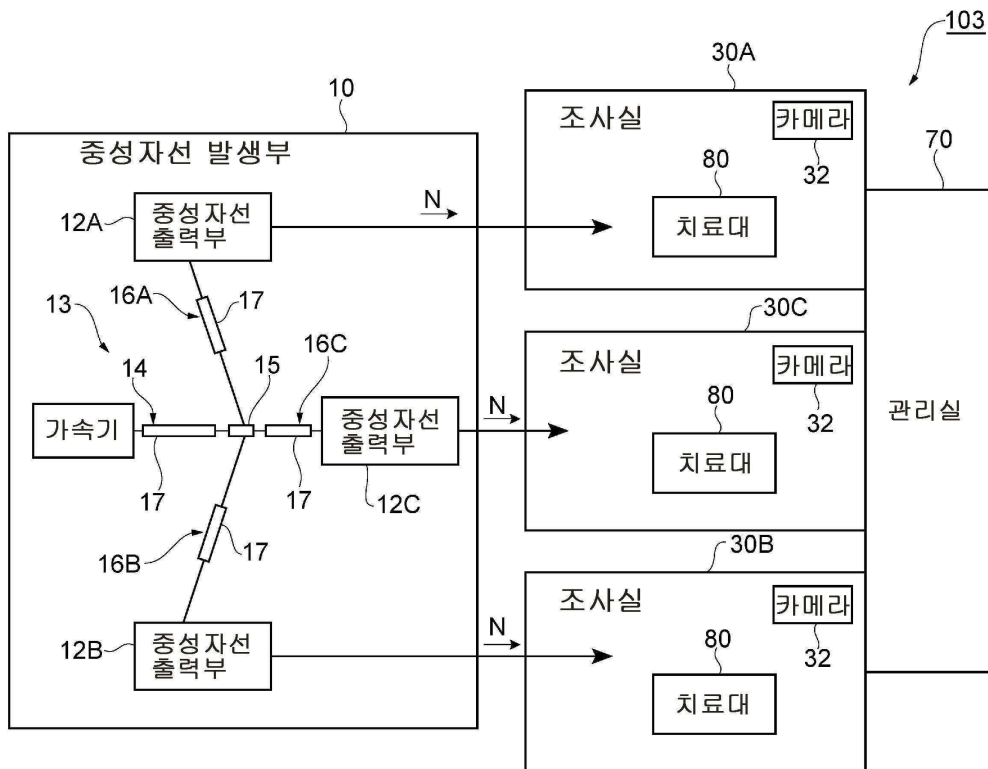 103
10
중성자선 발생부
12A
중성자선
출력부
N
13
16A
17
14
15
16C
가속기
17
17
중성자선
출력부
12C
N
16B
17
12B
중성자선
출력부
N
30A
조사실
카메라
32
80
치료대
30C
조사실
카메라
32
80
치료대
30B
조사실
카메라
32
80
치료대
70
관리실